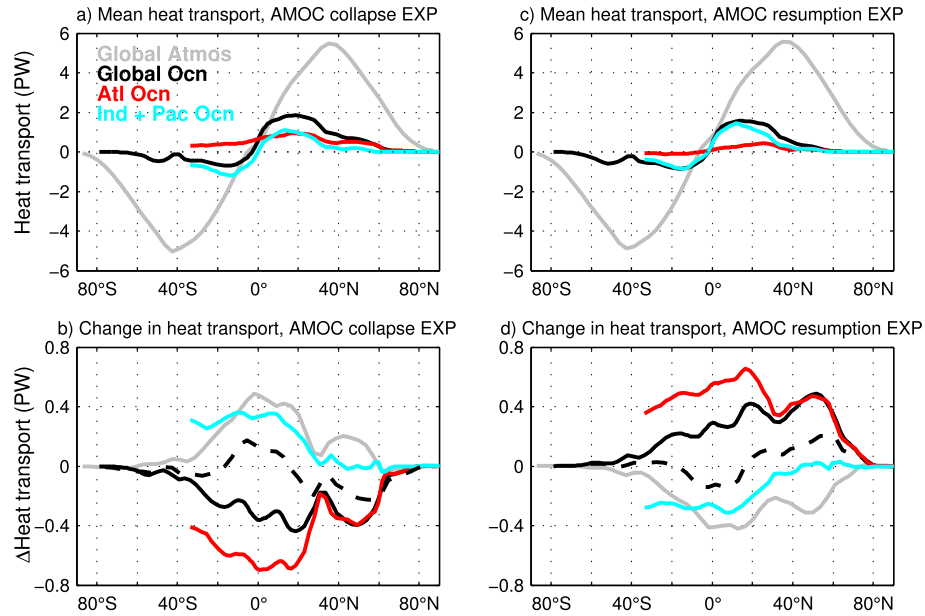 a) Mean heat transport, AMOC collapse EXP
Heat transport (PW)
6
4
2
0
−2
−4
−6
Global Atmos
Global Ocn
Atl Ocn
Ind + Pac Ocn
80°S 40°S 0° 40°N 80°N
c) Mean heat transport, AMOC resumption EXP
6
4
2
0
−2
−4
−6
80°S 40°S 0° 40°N 80°N
b) Change in heat transport, AMOC collapse EXP
ΔHeat transport (PW)
0.8
0.4
0
−0.4
−0.8
80°S 40°S 0° 40°N 80°N
d) Change in heat transport, AMOC resumption EXP
0.8
0.4
0
−0.4
−0.8
80°S 40°S 0° 40°N 80°N